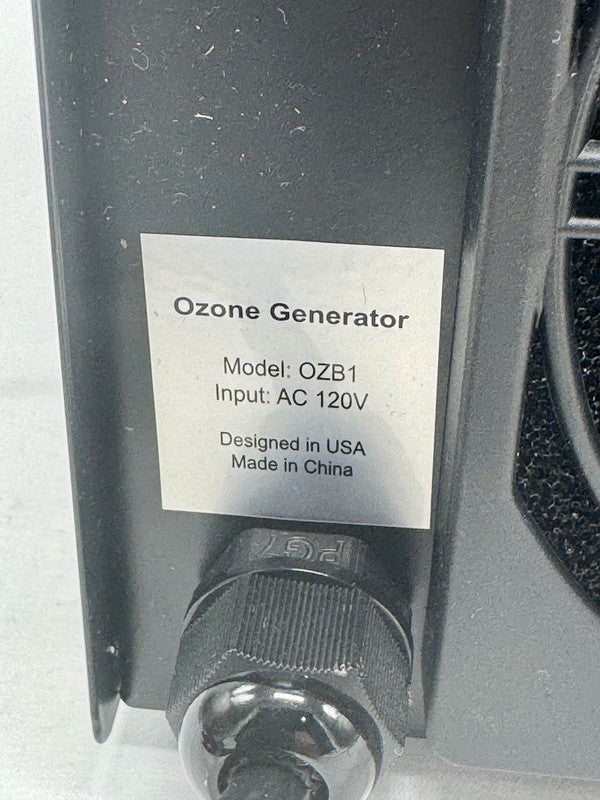 Ozone Generator
Model: OZB1
Input: AC 120V
Designed in USA
Made in China
PG7